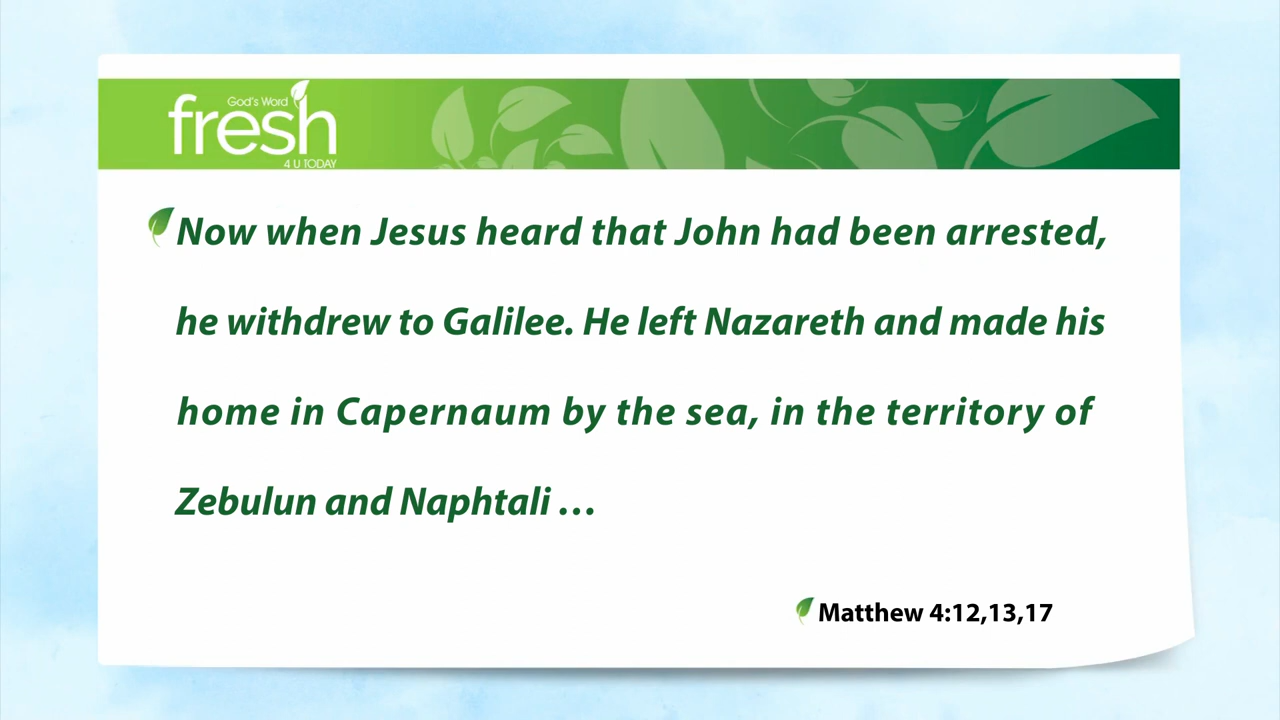 God's Word
fresh
4 U TODAY
Now when Jesus heard that John had been arrested,
he withdrew to Galilee. He left Nazareth and made his
home in Capernaum by the sea, in the territory of
Zebulun and Naphtali …
Matthew 4:12,13,17